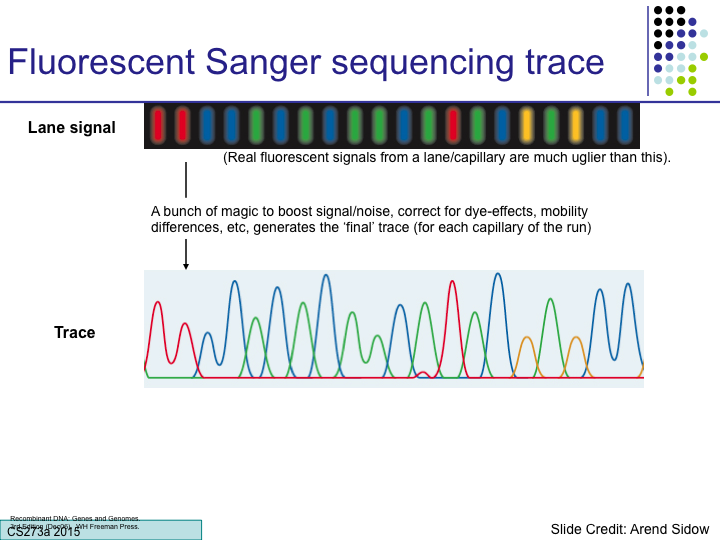 Fluorescent Sanger sequencing trace
Lane signal
(Real fluorescent signals from a lane/capillary are much uglier than this).
A bunch of magic to boost signal/noise, correct for dye-effects, mobility
differences, etc, generates the ‘final’ trace (for each capillary of the run)
Trace
Recombinant DNA: Genes and Genomes.
3rd Edition (Dec06). WH Freeman Press.
CS273a 2015
Slide Credit: Arend Sidow